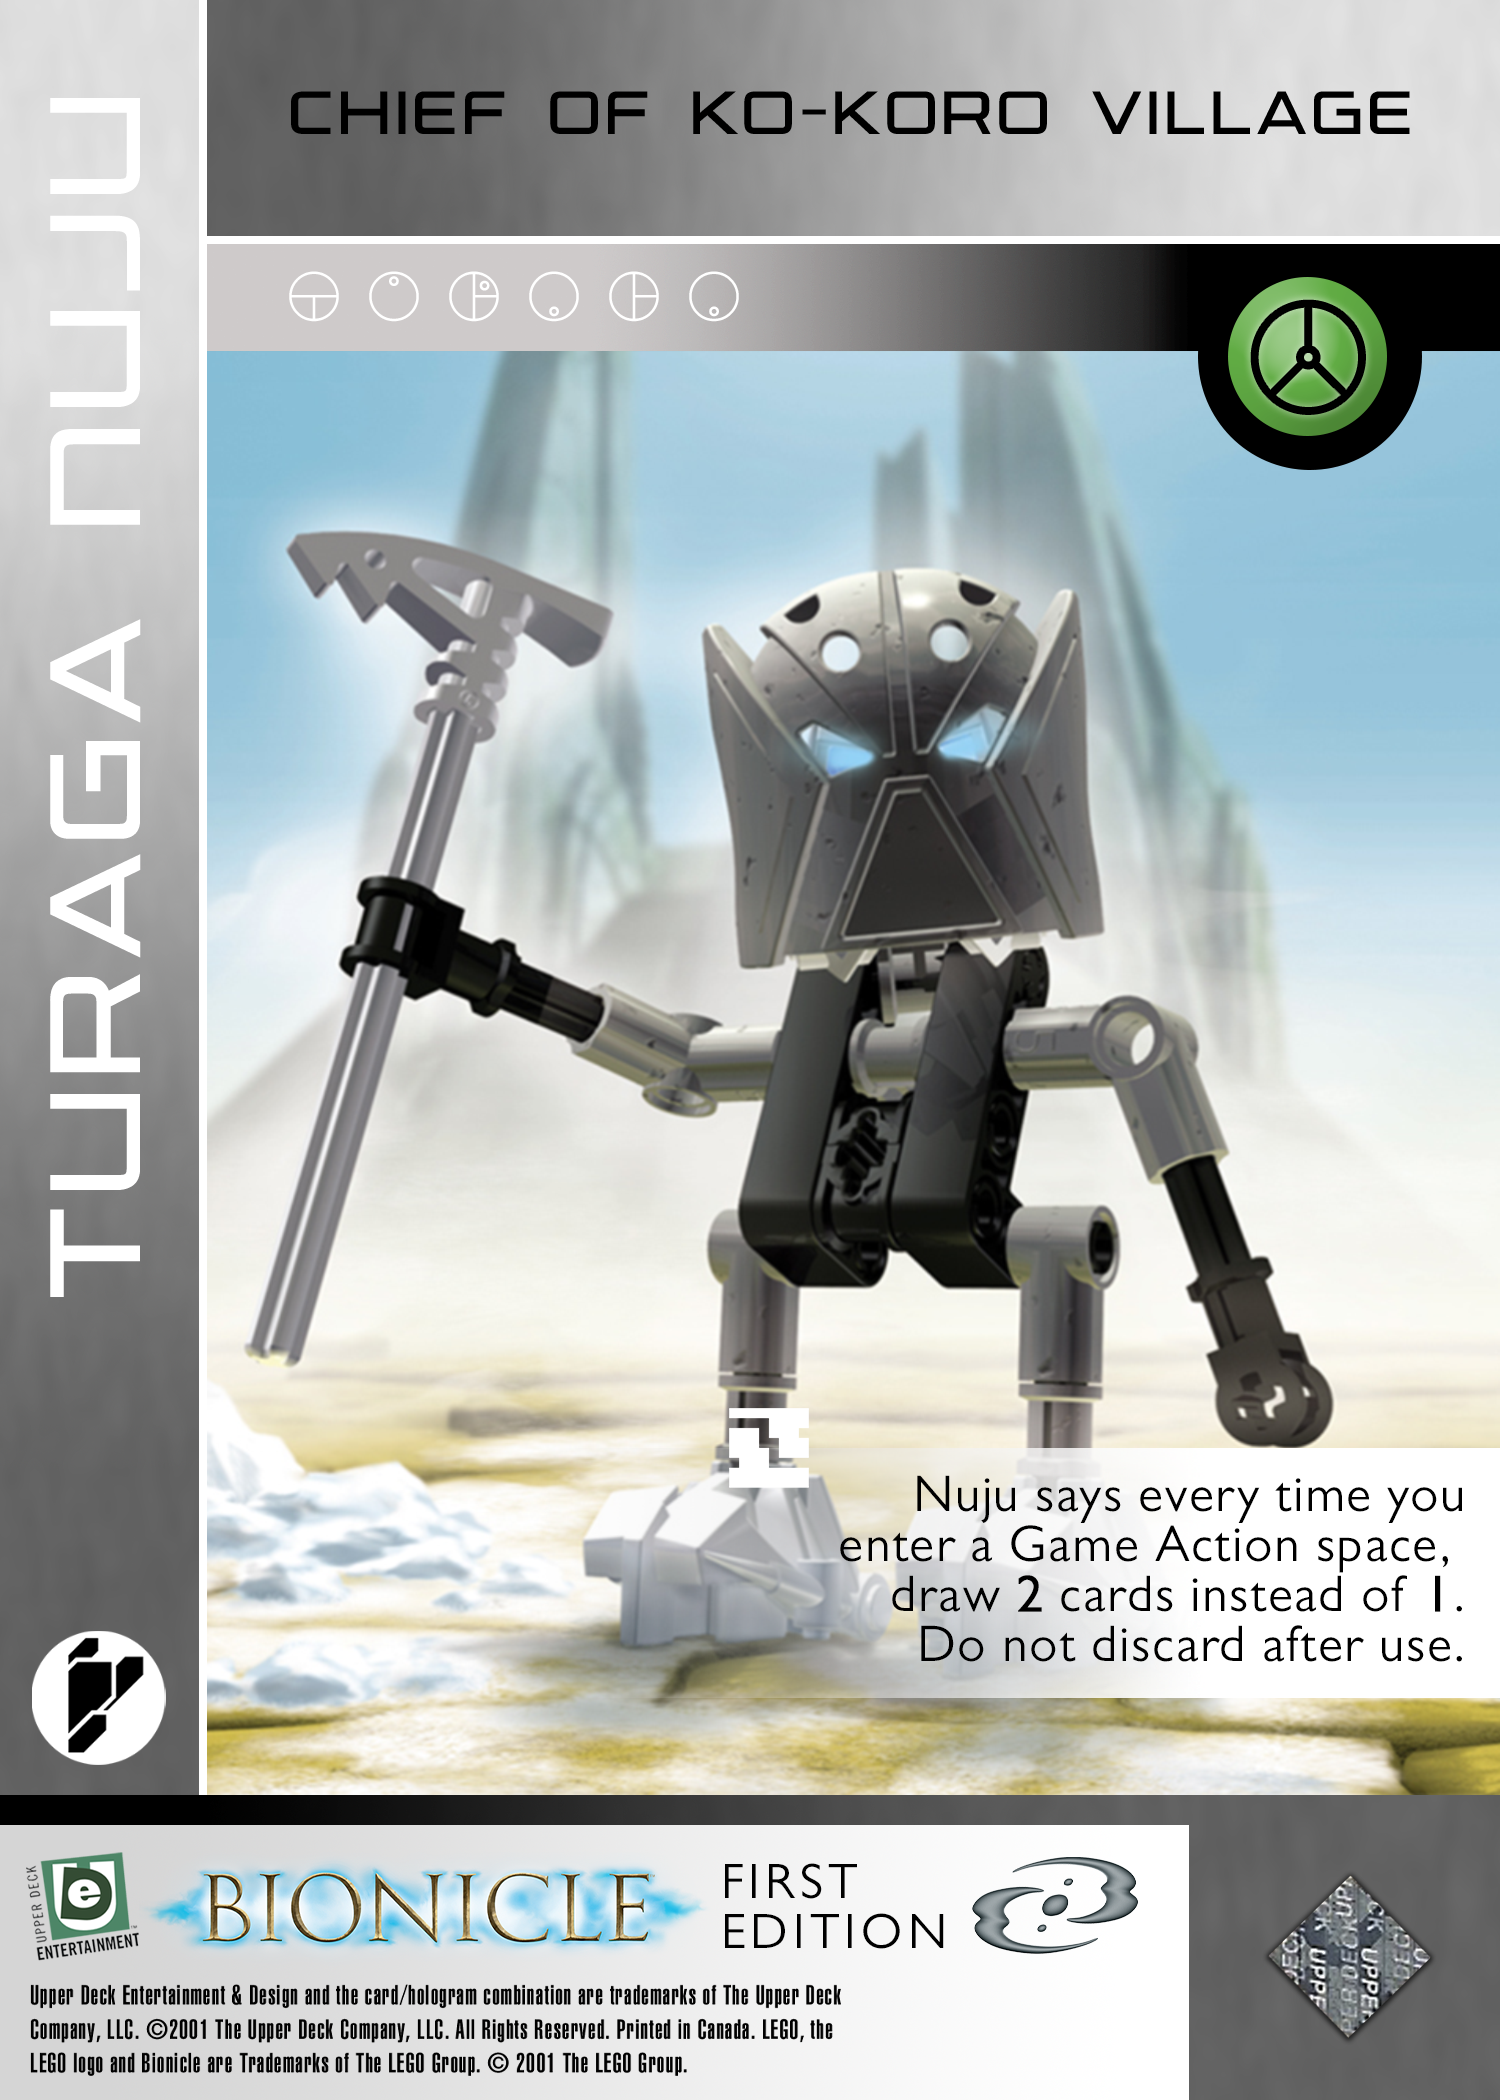 CHIEF OF KO-KORO VILLAGE
TURAGA NUJU
Nuju says every time you
enter a Game Action space,
draw 2 cards instead of 1.
Do not discard after use.
UPPER DECK
ENTERTAINMENT
BIONICLE
FIRST
EDITION
Upper Deck Entertainment & Design and the card/hologram combination are trademarks of The Upper Deck
Company, LLC. ©2001 The Upper Deck Company, LLC. All Rights Reserved. Printed in Canada. LEGO, the
LEGO logo and Bionicle are Trademarks of The LEGO Group. © 2001 The LEGO Group.